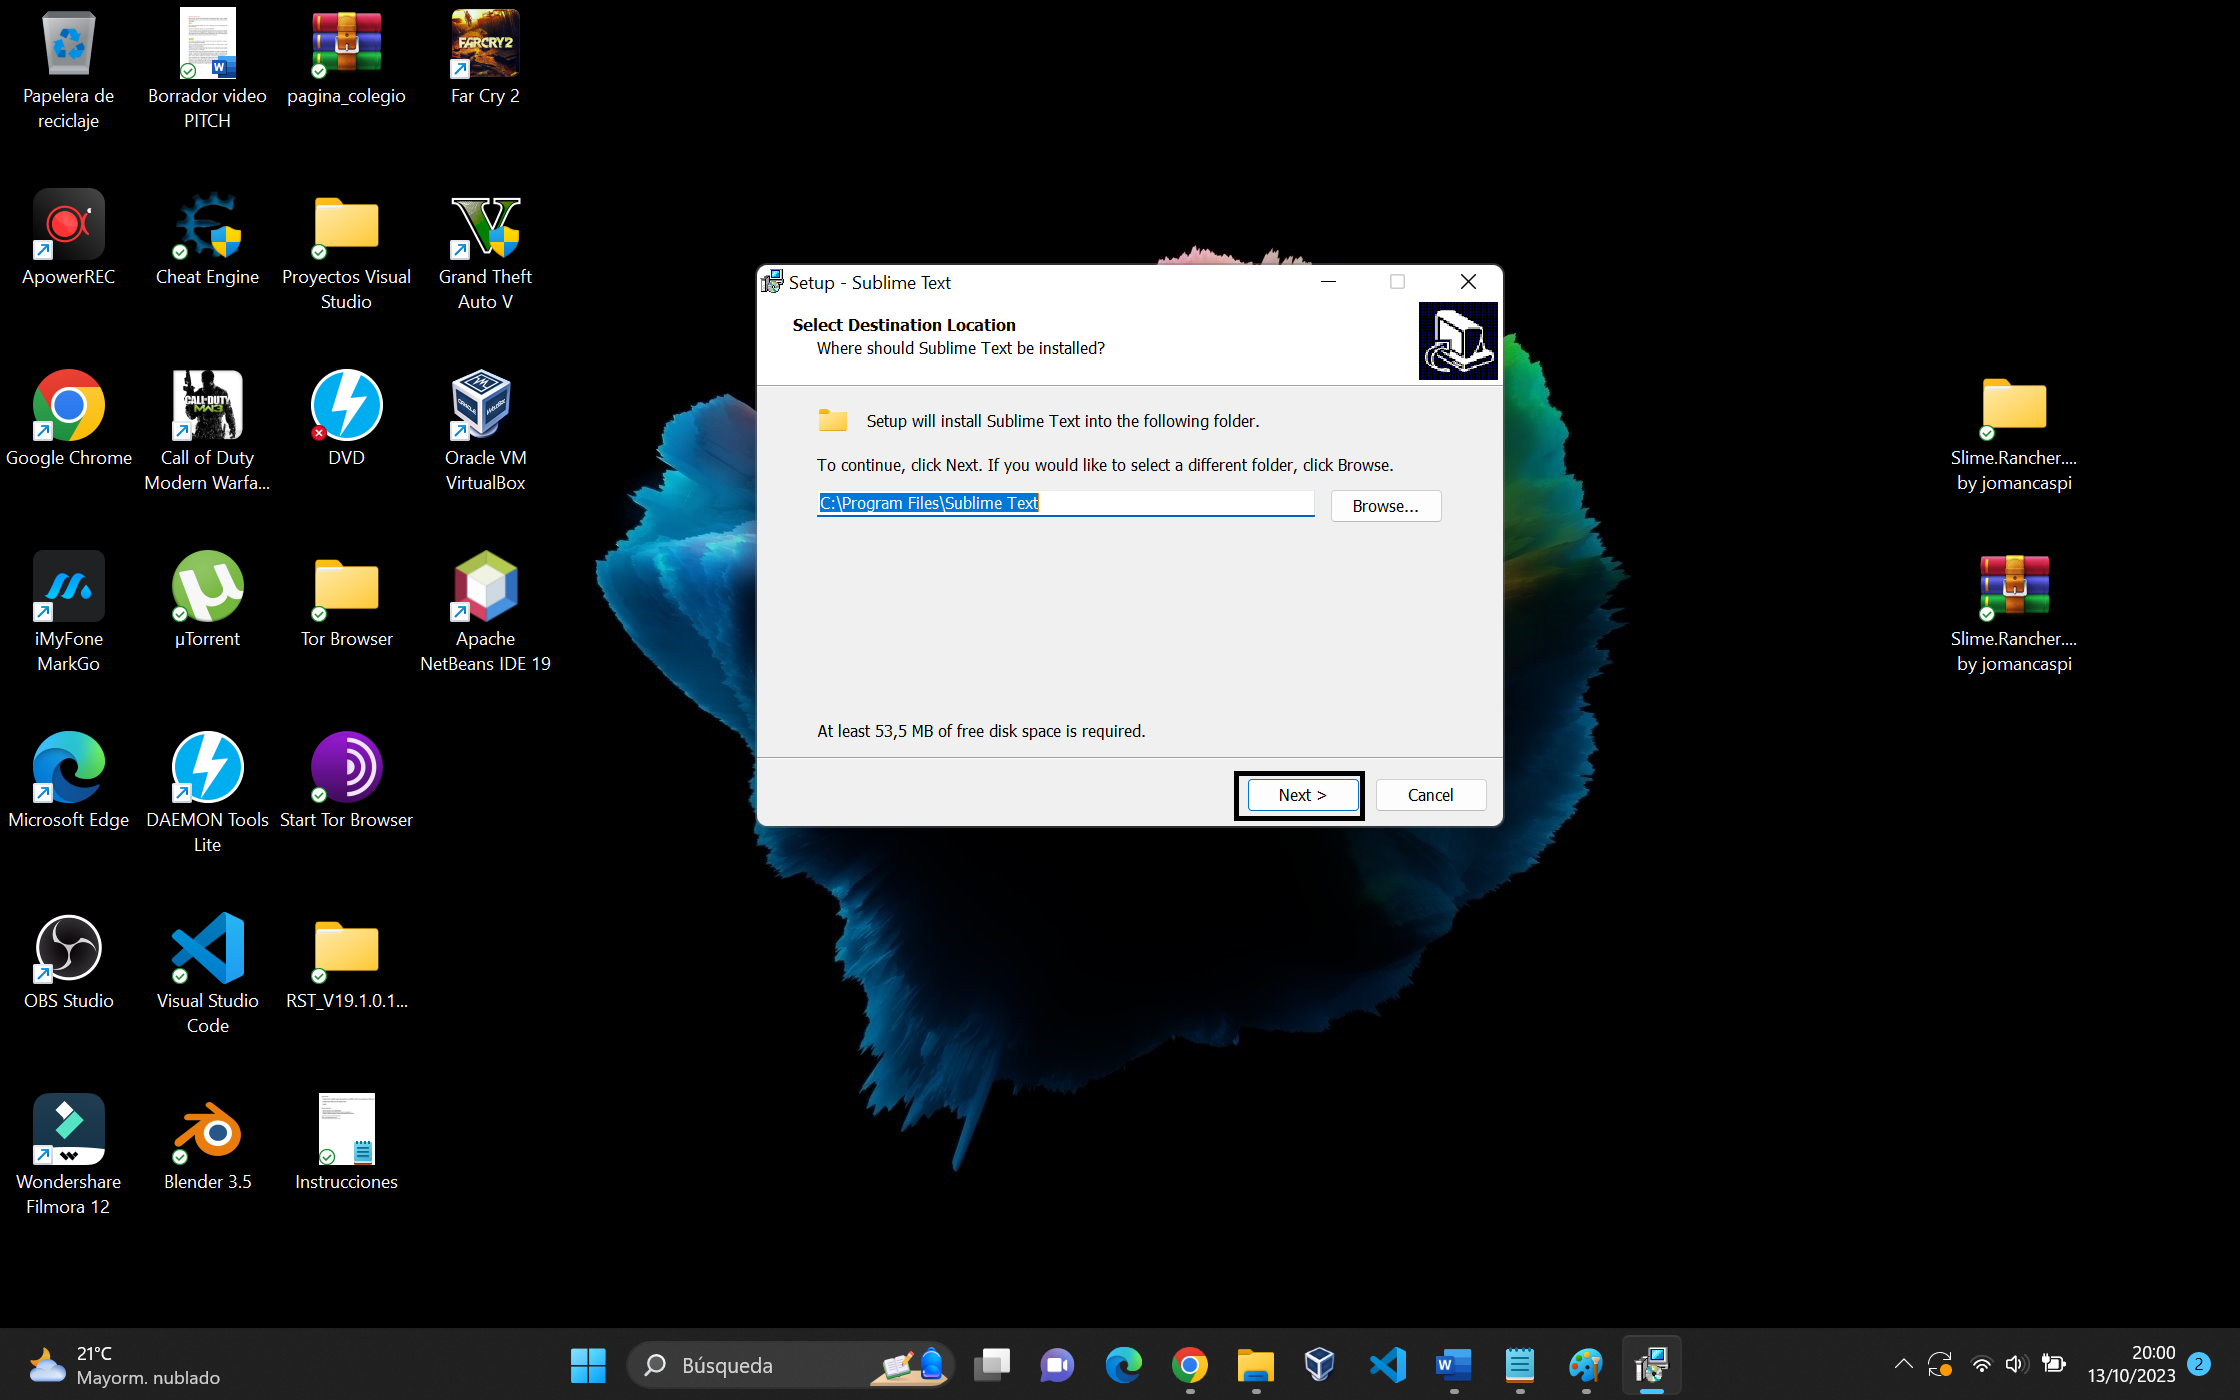 Papelera de
reciclaje
Borrador video
PITCH
pagina_colegio
FARCRY2
Far Cry 2
ApowerREC
Cheat Engine
Proyectos Visual
Studio
Grand Theft
Auto V
Google Chrome
CALL OF DUTY
MW3
Call of Duty
Modern Warfa...
DVD
Oracle VM
VirtualBox
iMyFone
MarkGo
µTorrent
Tor Browser
Apache
NetBeans IDE 19
Microsoft Edge
DAEMON Tools
Lite
Start Tor Browser
OBS Studio
Visual Studio
Code
RST_V19.1.0.1...
Wondershare
Filmora 12
Blender 3.5
Instrucciones
Setup - Sublime Text
Select Destination Location
Where should Sublime Text be installed?
Setup will install Sublime Text into the following folder.
To continue, click Next. If you would like to select a different folder, click Browse.
C:\Program Files\Sublime Text
Browse...
At least 53,5 MB of free disk space is required.
Next >
Cancel
Slime.Rancher....
by jomancaspi
Slime.Rancher....
by jomancaspi
21°C
Mayorm. nublado
Búsqueda
20:00
13/10/2023
2